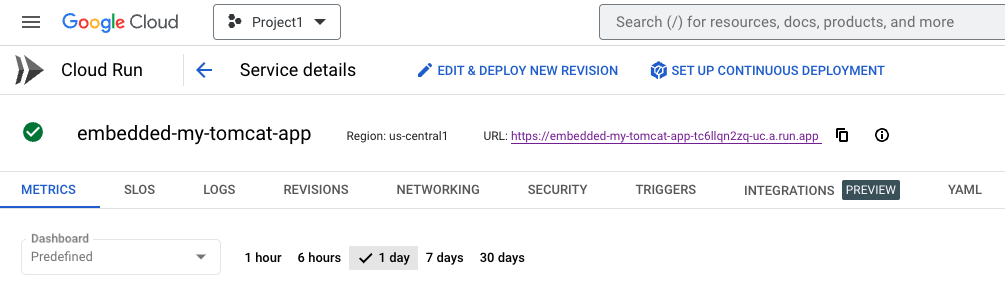 Google Cloud Project1 Search (/) for resources, docs, products, and more
Cloud Run Service details EDIT & DEPLOY NEW REVISION SET UP CONTINUOUS DEPLOYMENT
embedded-my-tomcat-app Region: us-central1 URL: https://embedded-my-tomcat-app-tc6llqn2zq-uc.a.run.app
METRICS SLOS LOGS REVISIONS NETWORKING SECURITY TRIGGERS INTEGRATIONS PREVIEW YAML
Dashboard
Predefined 1 hour 6 hours 1 day 7 days 30 days